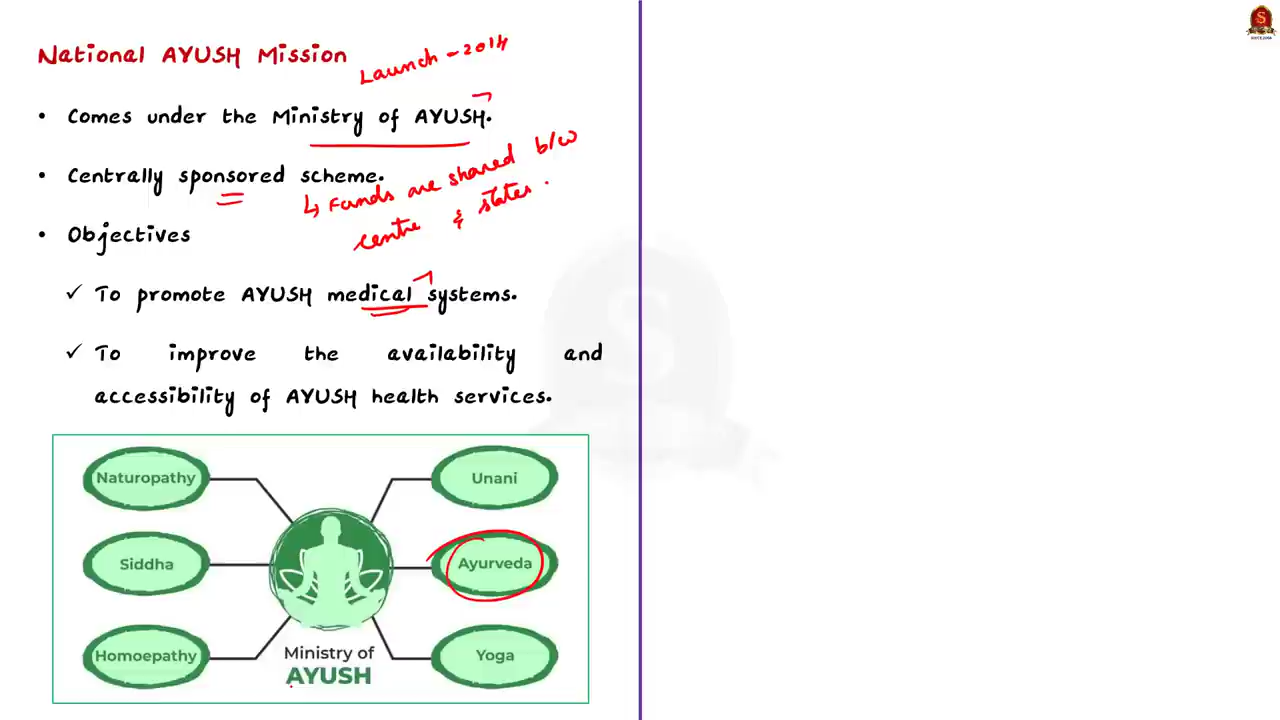 National AYUSH Mission
Launch - 2014
• Comes under the Ministry of AYUSH.
• Centrally sponsored scheme.
↳ Funds are shared b/w
centre & states.
• Objectives
✓ To promote AYUSH medical systems.
✓ To improve the availability and
accessibility of AYUSH health services.
Naturopathy
Unani
Siddha
Ayurveda
Homoepathy
Yoga
Ministry of
AYUSH
S